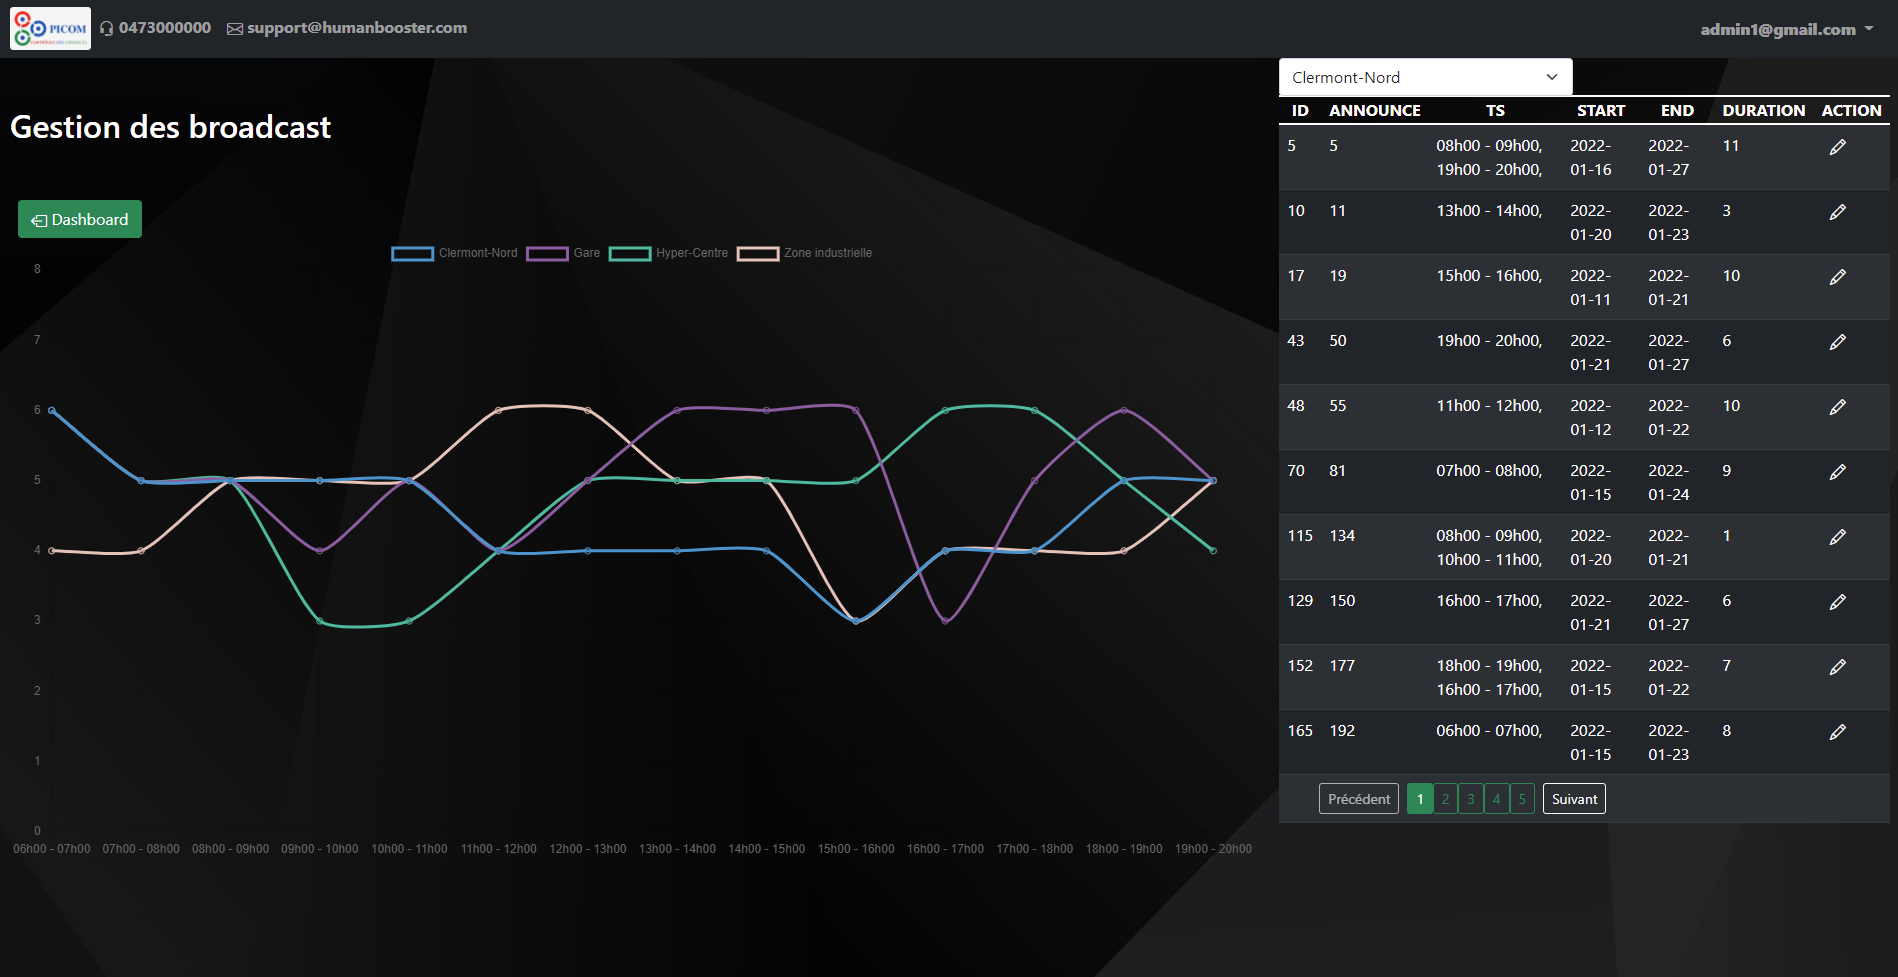 PICOM
0473000000
support@humanbooster.com
admin1@gmail.com
Gestion des broadcast
Dashboard
Clermont-Nord Gare Hyper-Centre Zone industrielle
8
7
6
5
4
3
2
1
0
06h00 - 07h00 07h00 - 08h00 08h00 - 09h00 09h00 - 10h00 10h00 - 11h00 11h00 - 12h00 12h00 - 13h00 13h00 - 14h00 14h00 - 15h00 15h00 - 16h00 16h00 - 17h00 17h00 - 18h00 18h00 - 19h00 19h00 - 20h00
Clermont-Nord
ID ANNOUNCE TS START END DURATION ACTION
5 5 08h00 - 09h00, 2022- 2022- 11
19h00 - 20h00, 01-16 01-27
10 11 13h00 - 14h00, 2022- 2022- 3
01-20 01-23
17 19 15h00 - 16h00, 2022- 2022- 10
01-11 01-21
43 50 19h00 - 20h00, 2022- 2022- 6
01-21 01-27
48 55 11h00 - 12h00, 2022- 2022- 10
01-12 01-22
70 81 07h00 - 08h00, 2022- 2022- 9
01-15 01-24
115 134 08h00 - 09h00, 2022- 2022- 1
10h00 - 11h00, 01-20 01-21
129 150 16h00 - 17h00, 2022- 2022- 6
01-21 01-27
152 177 18h00 - 19h00, 2022- 2022- 7
16h00 - 17h00, 01-15 01-22
165 192 06h00 - 07h00, 2022- 2022- 8
01-15 01-23
Précédent 1 2 3 4 5 Suivant